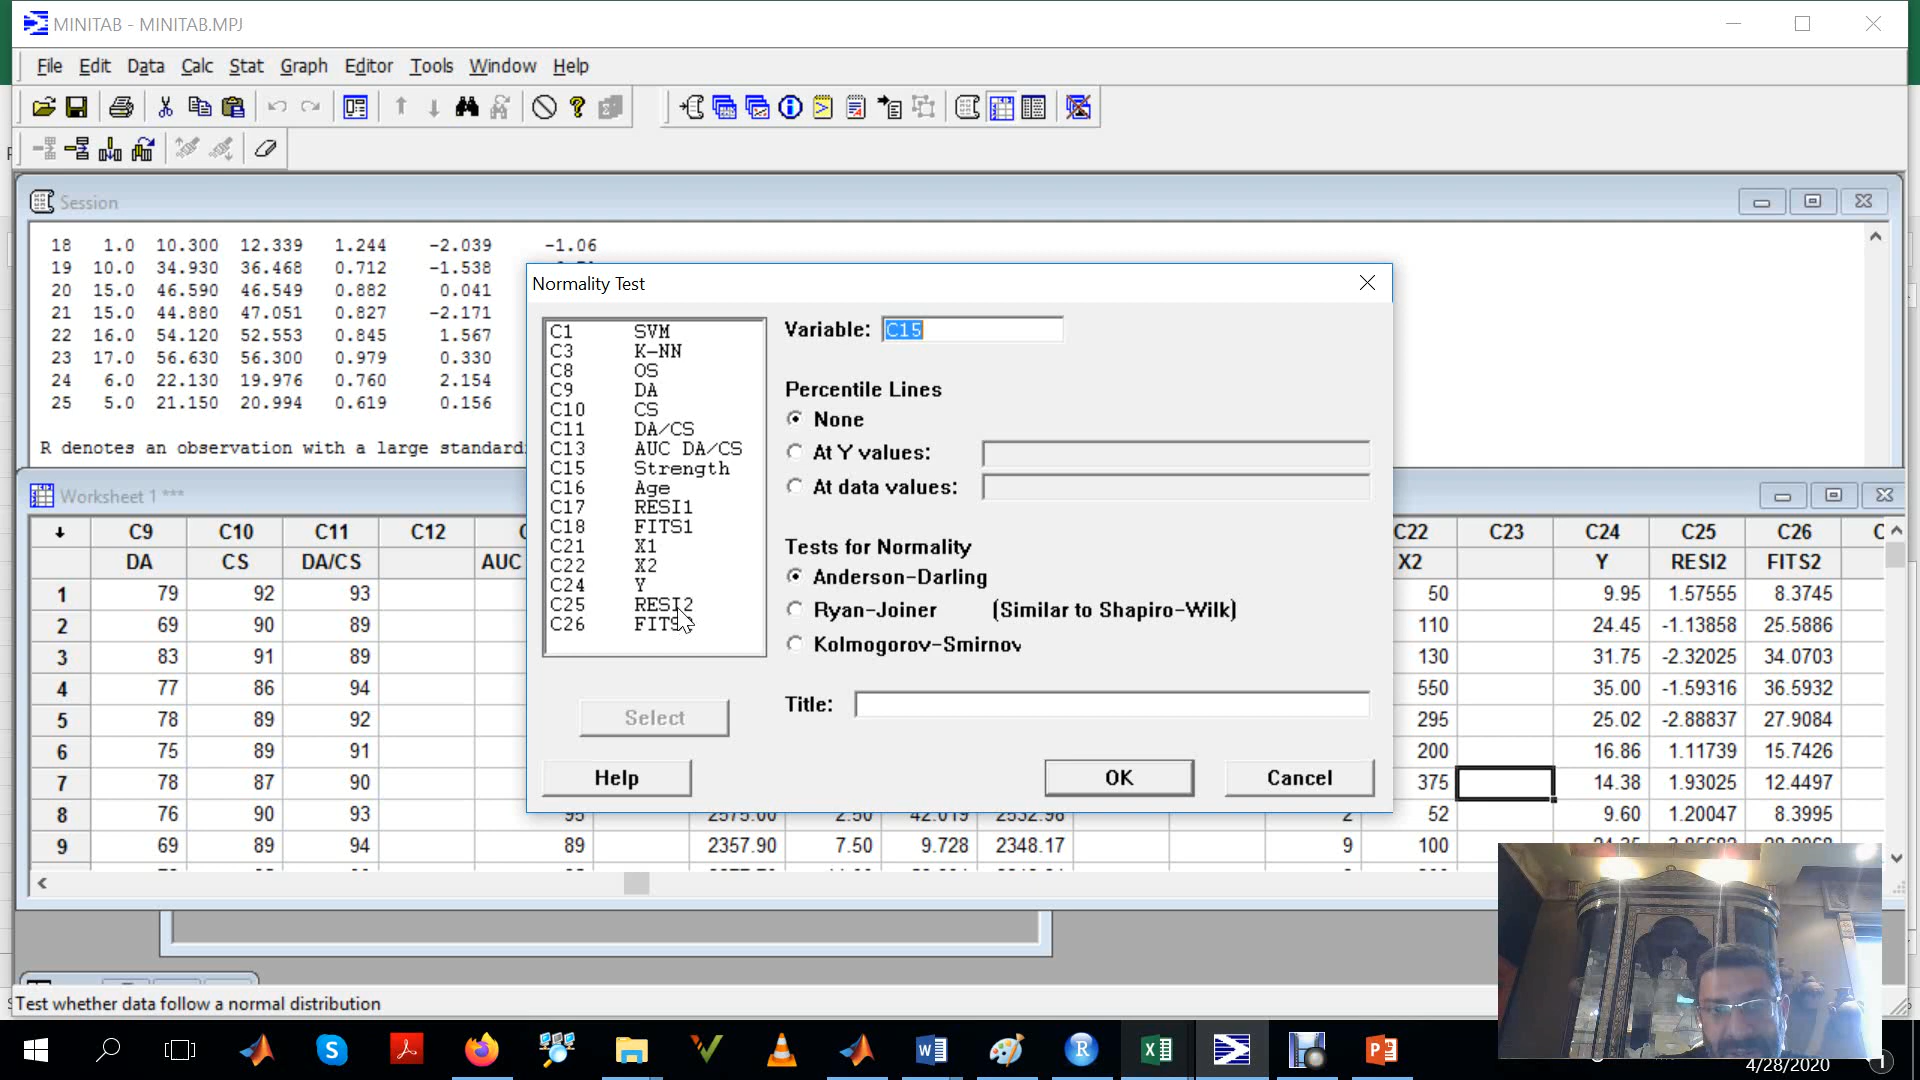 MINITAB - MINITAB.MPJ
File Edit Data Calc Stat Graph Editor Tools Window Help
Session
18 1.0 10.300 12.339 1.244 -2.039 -1.06
19 10.0 34.930 36.468 0.712 -1.538
20 15.0 46.590 46.549 0.882 0.041
21 15.0 44.880 47.051 0.827 -2.171
22 16.0 54.120 52.553 0.845 1.567
23 17.0 56.630 56.300 0.979 0.330
24 6.0 22.130 19.976 0.760 2.154
25 5.0 21.150 20.994 0.619 0.156
R denotes an observation with a large standardi
Normality Test
C1 SVM
C3 K-NN
C8 OS
C9 DA
C10 CS
C11 DA/CS
C13 AUC DA/CS
C15 Strength
C16 Age
C17 RESI1
C18 FITS1
C21 X1
C22 X2
C24 Y
C25 RESI2
C26
Variable: C15
Percentile Lines
None
At Y values:
At data values:
Tests for Normality
Anderson-Darling
Ryan-Joiner (Similar to Shapiro-Wilk)
Kolmogorov-Smirnov
Title:
Select
Help OK Cancel
Worksheet 1 ***
C9 C10 C11 C12 C22 C23 C24 C25 C26
DA CS DA/CS AUC X2 Y RESI2 FITS2
1 79 92 93 50 9.95 1.57555 8.3745
2 69 90 89 110 24.45 -1.13858 25.5886
3 83 91 89 130 31.75 -2.32025 34.0703
4 77 86 94 550 35.00 -1.59316 36.5932
5 78 89 92 295 25.02 -2.88837 27.9084
6 75 89 91 200 16.86 1.11739 15.7426
7 78 87 90 375 14.38 1.93025 12.4497
8 76 90 93 95 2575.00 2.50 42.019 2532.98 2 52 9.60 1.20047 8.3995
9 69 89 94 89 2357.90 7.50 9.728 2348.17 9 100
Test whether data follow a normal distribution
4/28/2020